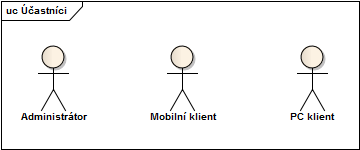 uc Účastníci
Administrátor
Mobilní klient
PC klient